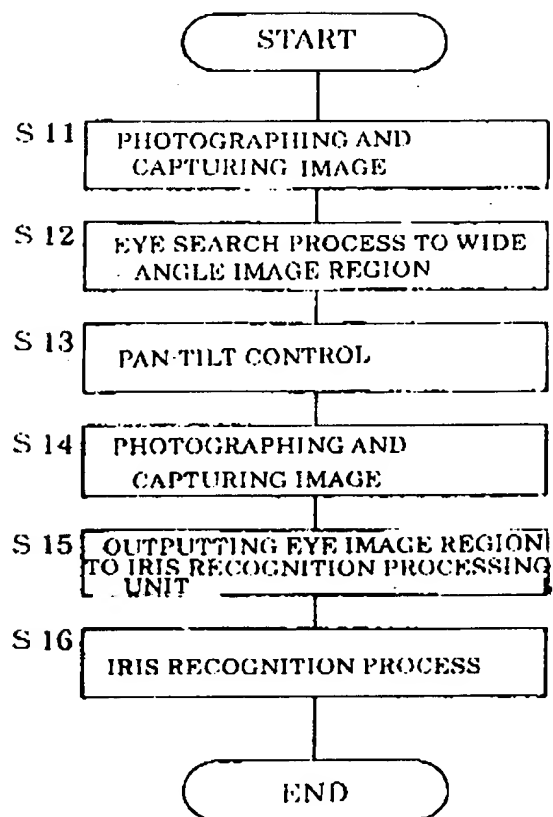 START
S 11
PHOTOGRAPHING AND
CAPTURING IMAGE
S 12
EYE SEARCH PROCESS TO WIDE
ANGLE IMAGE REGION
S 13
PAN-TILT CONTROL
S 14
PHOTOGRAPHING AND
CAPTURING IMAGE
S 15
OUTPUTTING EYE IMAGE REGION
TO IRIS RECOGNITION PROCESSING
UNIT
S 16
IRIS RECOGNITION PROCESS
END